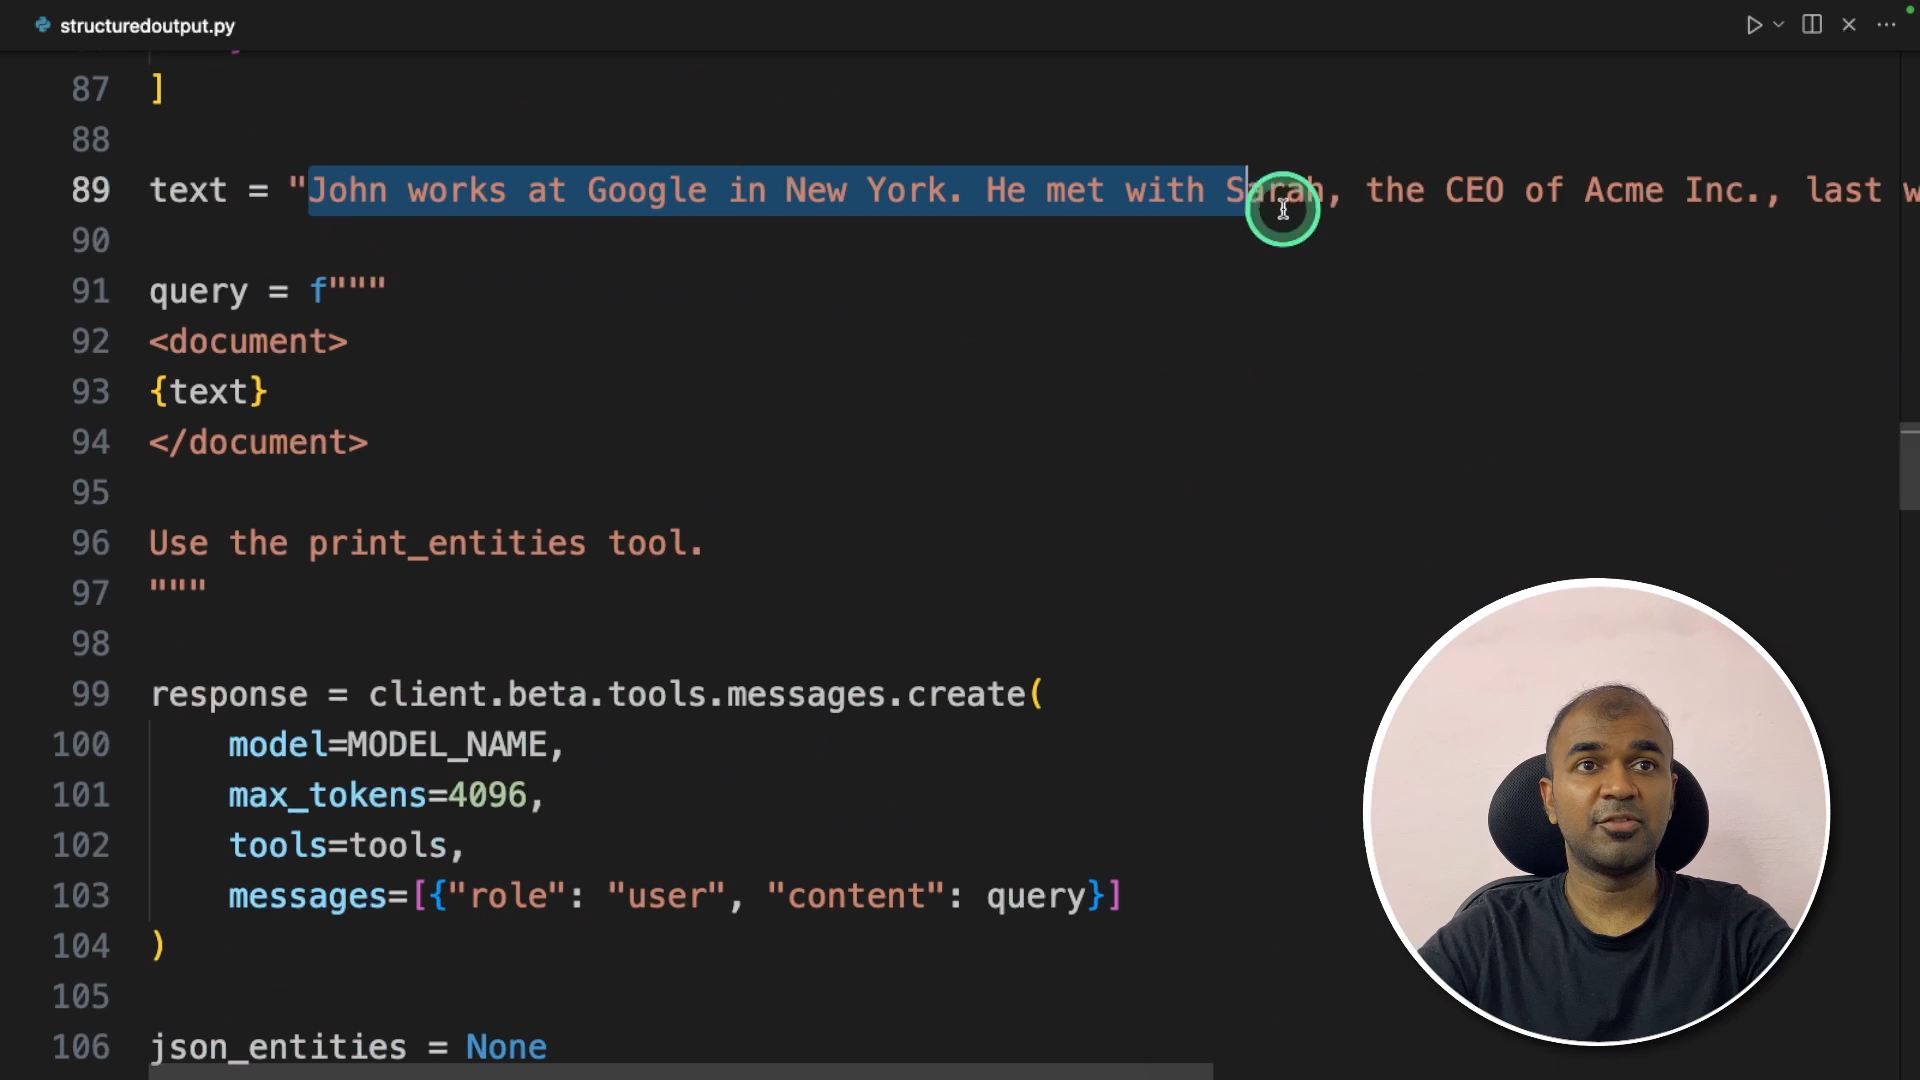 structuredoutput.py
87 ]
88
89 text = "John works at Google in New York. He met with Sarah, the CEO of Acme Inc., last w
90
91 query = f"""
92 <document>
93 {text}
94 </document>
95
96 Use the print_entities tool.
97 """
98
99 response = client.beta.tools.messages.create(
100 model=MODEL_NAME,
101 max_tokens=4096,
102 tools=tools,
103 messages=[{"role": "user", "content": query}]
104 )
105
106 json_entities = None